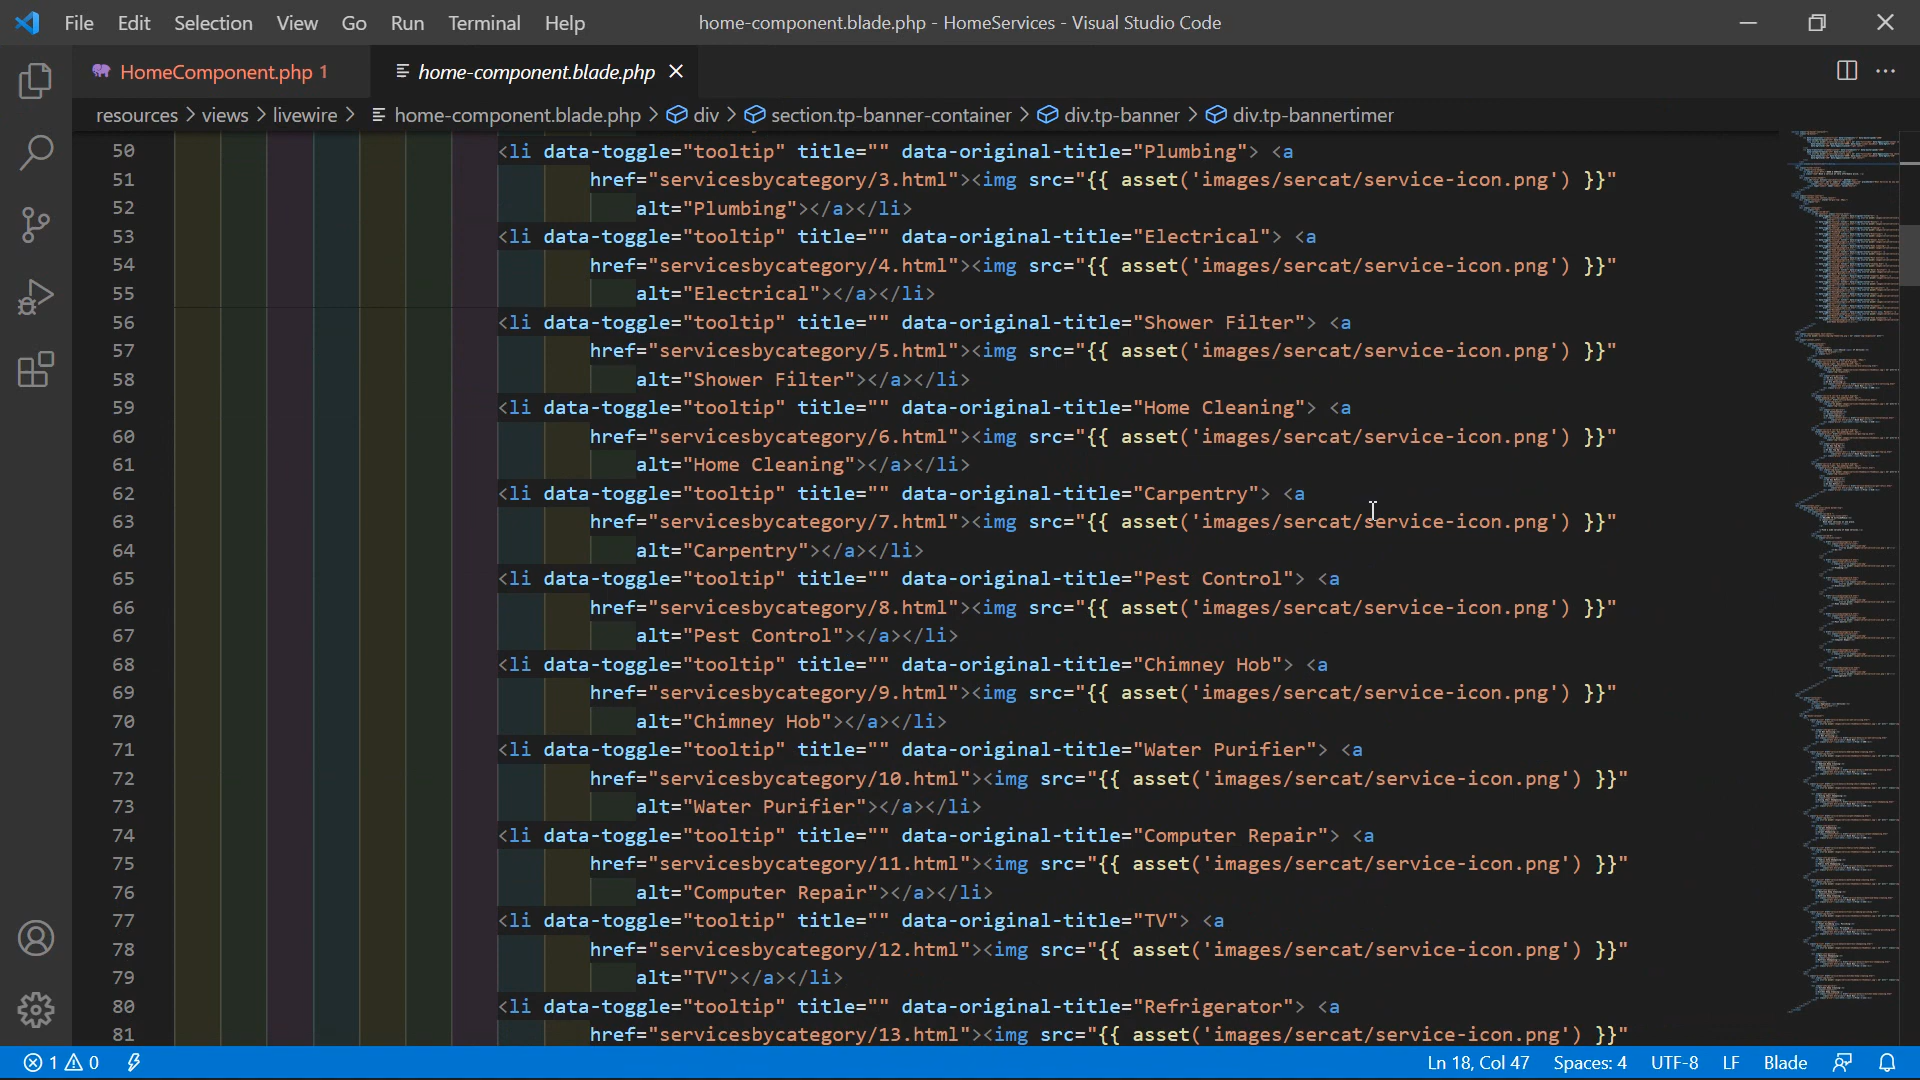 File Edit Selection View Go Run Terminal Help home-component.blade.php - HomeServices - Visual Studio Code
HomeComponent.php 1 home-component.blade.php
resources > views > livewire > home-component.blade.php > div > section.tp-banner-container > div.tp-banner > div.tp-bannertimer
50 <li data-toggle="tooltip" title="" data-original-title="Plumbing"> <a
51 href="servicesbycategory/3.html"><img src="{{ asset('images/sercat/service-icon.png') }}"
52 alt="Plumbing"></a></li>
53 <li data-toggle="tooltip" title="" data-original-title="Electrical"> <a
54 href="servicesbycategory/4.html"><img src="{{ asset('images/sercat/service-icon.png') }}"
55 alt="Electrical"></a></li>
56 <li data-toggle="tooltip" title="" data-original-title="Shower Filter"> <a
57 href="servicesbycategory/5.html"><img src="{{ asset('images/sercat/service-icon.png') }}"
58 alt="Shower Filter"></a></li>
59 <li data-toggle="tooltip" title="" data-original-title="Home Cleaning"> <a
60 href="servicesbycategory/6.html"><img src="{{ asset('images/sercat/service-icon.png') }}"
61 alt="Home Cleaning"></a></li>
62 <li data-toggle="tooltip" title="" data-original-title="Carpentry"> <a
63 href="servicesbycategory/7.html"><img src="{{ asset('images/sercat/service-icon.png') }}"
64 alt="Carpentry"></a></li>
65 <li data-toggle="tooltip" title="" data-original-title="Pest Control"> <a
66 href="servicesbycategory/8.html"><img src="{{ asset('images/sercat/service-icon.png') }}"
67 alt="Pest Control"></a></li>
68 <li data-toggle="tooltip" title="" data-original-title="Chimney Hob"> <a
69 href="servicesbycategory/9.html"><img src="{{ asset('images/sercat/service-icon.png') }}"
70 alt="Chimney Hob"></a></li>
71 <li data-toggle="tooltip" title="" data-original-title="Water Purifier"> <a
72 href="servicesbycategory/10.html"><img src="{{ asset('images/sercat/service-icon.png') }}"
73 alt="Water Purifier"></a></li>
74 <li data-toggle="tooltip" title="" data-original-title="Computer Repair"> <a
75 href="servicesbycategory/11.html"><img src="{{ asset('images/sercat/service-icon.png') }}"
76 alt="Computer Repair"></a></li>
77 <li data-toggle="tooltip" title="" data-original-title="TV"> <a
78 href="servicesbycategory/12.html"><img src="{{ asset('images/sercat/service-icon.png') }}"
79 alt="TV"></a></li>
80 <li data-toggle="tooltip" title="" data-original-title="Refrigerator"> <a
81 href="servicesbycategory/13.html"><img src="{{ asset('images/sercat/service-icon.png') }}"
1 0 Ln 18, Col 47 Spaces: 4 UTF-8 LF Blade